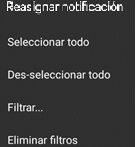 Reasignar notificación
Seleccionar todo
Des-seleccionar todo
Filtrar...
Eliminar filtros